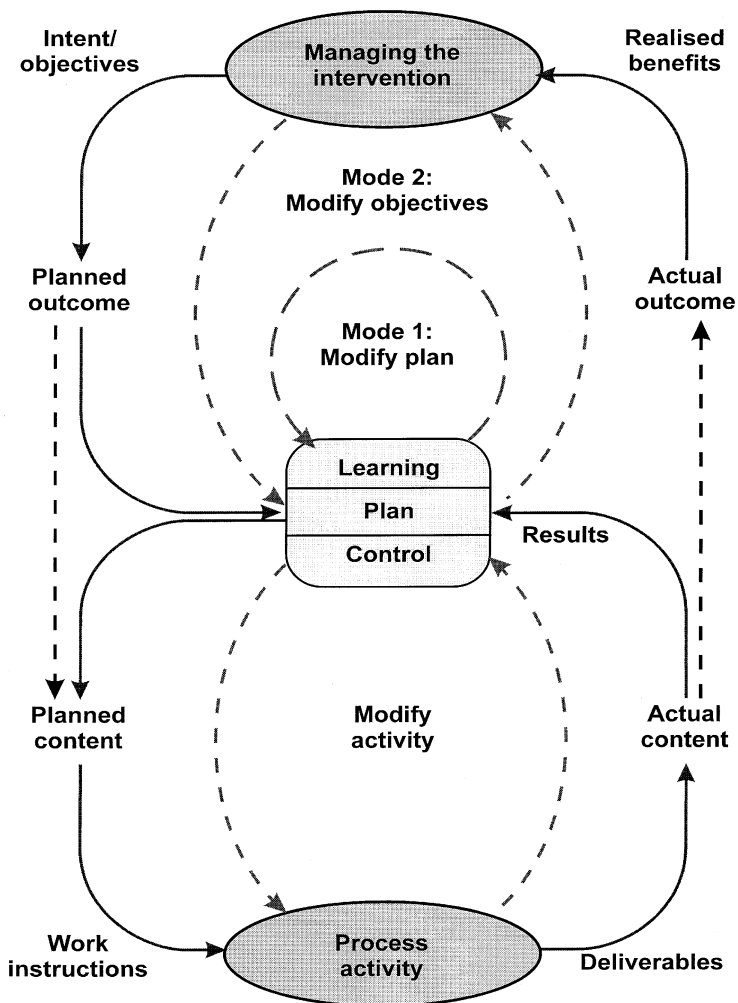 Intent/
objectives
Managing the
intervention
Realised
benefits
Mode 2:
Modify objectives
Planned
outcome
Actual
outcome
Mode 1:
Modify plan
Learning
Plan
Control
Results
Planned
content
Modify
activity
Actual
content
Work
instructions
Process
activity
Deliverables